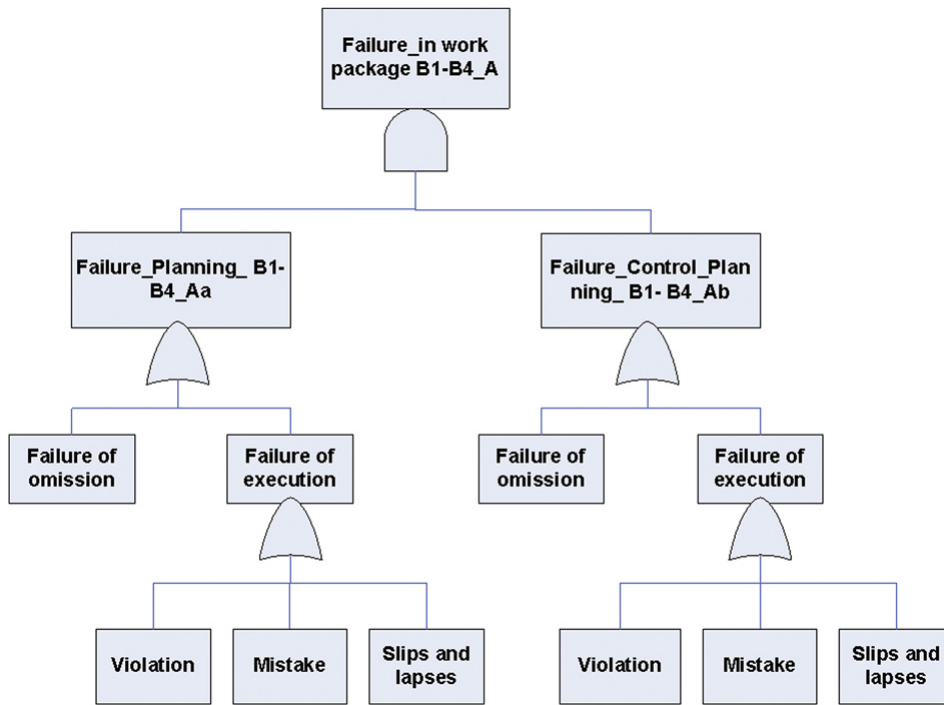 Failure_in work
package B1-B4_A
Failure_Planning_ B1-
B4_Aa
Failure_Control_Plan
ning_ B1- B4_Ab
Failure of
omission
Failure of
execution
Failure of
omission
Failure of
execution
Violation
Mistake
Slips and
lapses
Violation
Mistake
Slips and
lapses